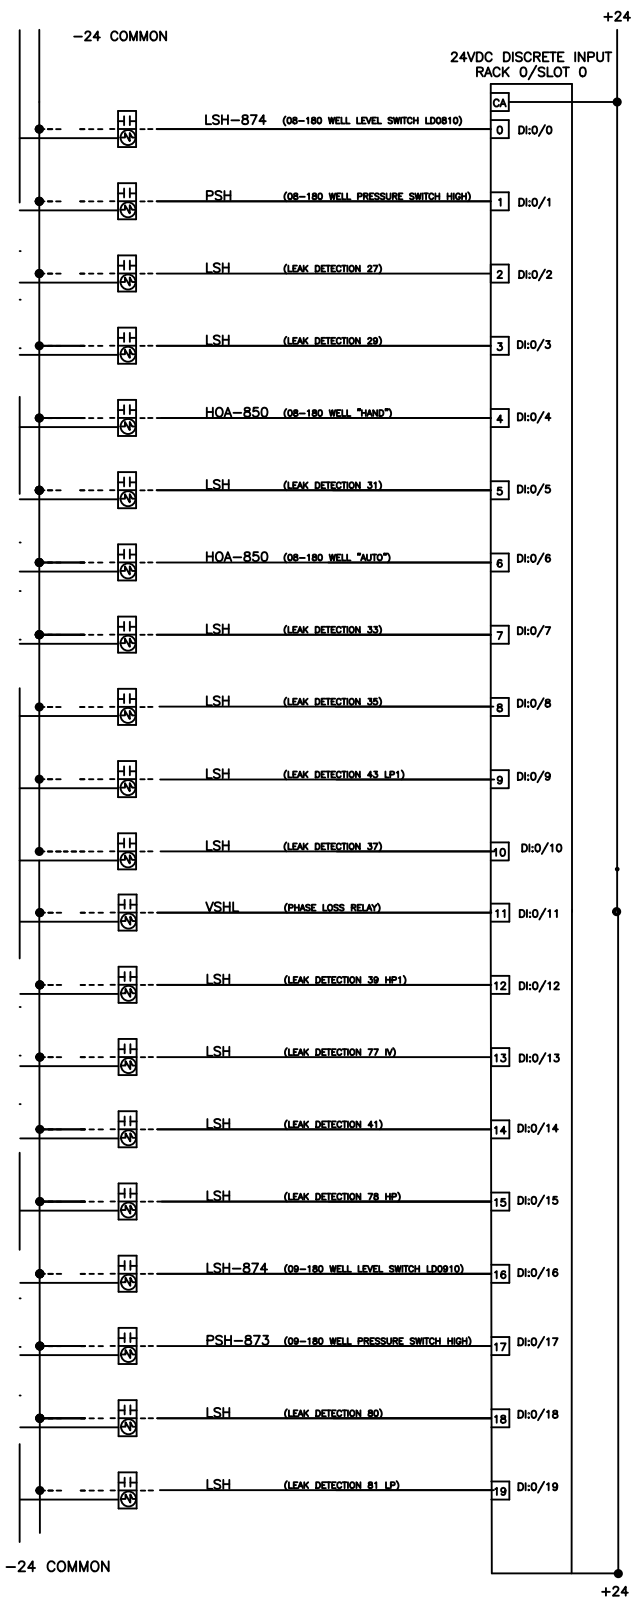 +24
-24 COMMON
24VDC DISCRETE INPUT
RACK 0/SLOT 0
CA
LSH-874 (08-180 WELL LEVEL SWITCH LD0810) 0 DI:0/0
PSH (08-180 WELL PRESSURE SWITCH HIGH) 1 DI:0/1
LSH (LEAK DETECTION 27) 2 DI:0/2
LSH (LEAK DETECTION 29) 3 DI:0/3
HOA-850 (08-180 WELL "HAND") 4 DI:0/4
LSH (LEAK DETECTION 31) 5 DI:0/5
HOA-850 (08-180 WELL "AUTO") 6 DI:0/6
LSH (LEAK DETECTION 33) 7 DI:0/7
LSH (LEAK DETECTION 35) 8 DI:0/8
LSH (LEAK DETECTION 43 LP1) 9 DI:0/9
LSH (LEAK DETECTION 37) 10 DI:0/10
VSHL (PHASE LOSS RELAY) 11 DI:0/11
LSH (LEAK DETECTION 39 HP1) 12 DI:0/12
LSH (LEAK DETECTION 77 IV) 13 DI:0/13
LSH (LEAK DETECTION 41) 14 DI:0/14
LSH (LEAK DETECTION 78 HP) 15 DI:0/15
LSH-874 (09-180 WELL LEVEL SWITCH LD0910) 16 DI:0/16
PSH-873 (09-180 WELL PRESSURE SWITCH HIGH) 17 DI:0/17
LSH (LEAK DETECTION 80) 18 DI:0/18
LSH (LEAK DETECTION 81 LP) 19 DI:0/19
-24 COMMON
+24